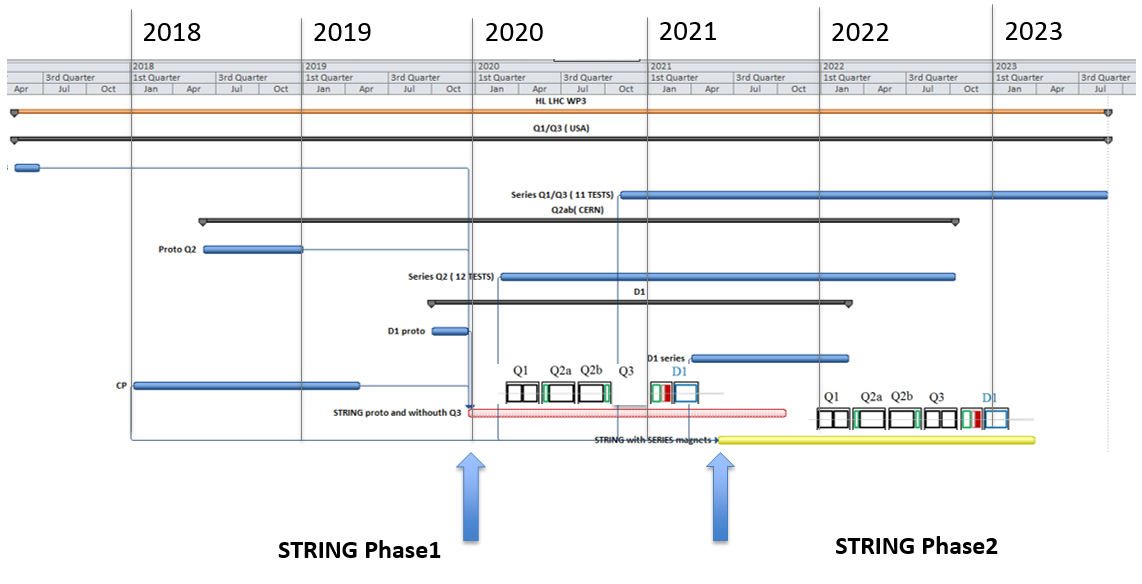 2018 2019 2020 2021 2022 2023
2018 2019 2020 2021 2022 2023
3rd Quarter 1st Quarter 3rd Quarter 1st Quarter 3rd Quarter 1st Quarter 3rd Quarter 1st Quarter 3rd Quarter 1st Quarter 3rd Quarter 1st Quarter 3rd Quarter
Apr Jul Oct Jan Apr Jul Oct Jan Apr Jul Oct Jan Apr Jul Oct Jan Apr Jul Oct Jan Apr Jul Oct Jan Apr Jul
HL LHC WP3
Q1/Q3 ( USA)
Series Q1/Q3 ( 11 TESTS)
Q2ab( CERN)
Proto Q2
Series Q2 ( 12 TESTS)
D1
D1 proto
D1 series
Q1 Q2a Q2b Q3 D1
CP
Q1 Q2a Q2b Q3 D1
STRING proto and withouth Q3
STRING with SERIES magnets
STRING Phase1
STRING Phase2